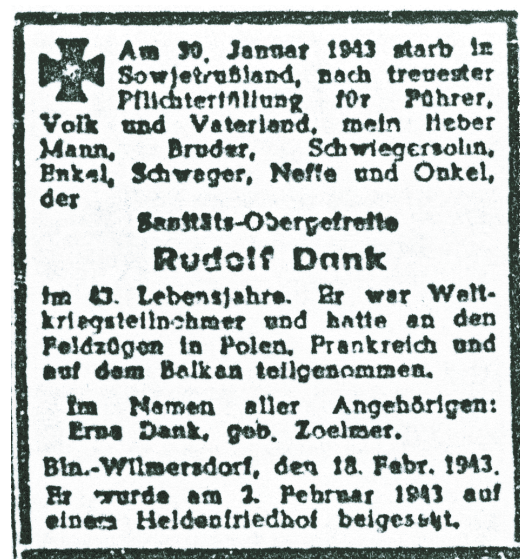 Am 30. Januar 1943 starb in
Sowjetrußland, nach treuester
Pflichterfüllung für Führer,
Volk und Vaterland, mein lieber
Mann, Bruder, Schwiegersohn,
Enkel, Schwager, Neffe und Onkel,
der
Sanitäts-Obergefreite
Rudolf Dank
im 43. Lebensjahre. Er war Welt-
kriegsteilnehmer und hatte an den
Feldzügen in Polen, Frankreich und
auf dem Balkan teilgenommen.
Im Namen aller Angehörigen:
Erna Dank, geb. Zoelmer.
Bln.-Wilmersdorf, den 18. Febr. 1943.
Er wurde am 2. Februar 1943 auf
einem Heldenfriedhof beigesetzt.